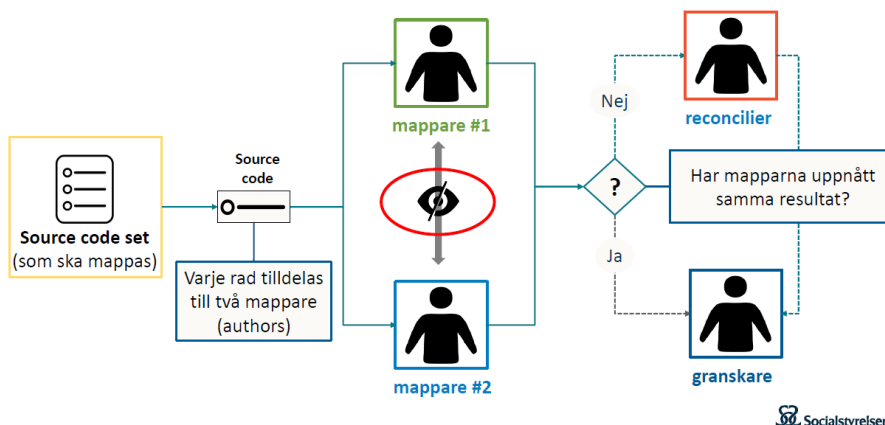 Source code set
(som ska mappas)
Source
code
Varje rad tilldelas
till två mappare
(authors)
mappare #1
mappare #2
?
Nej
Ja
reconcilier
Har mapparna uppnått
samma resultat?
granskare
Socialstyrelsen